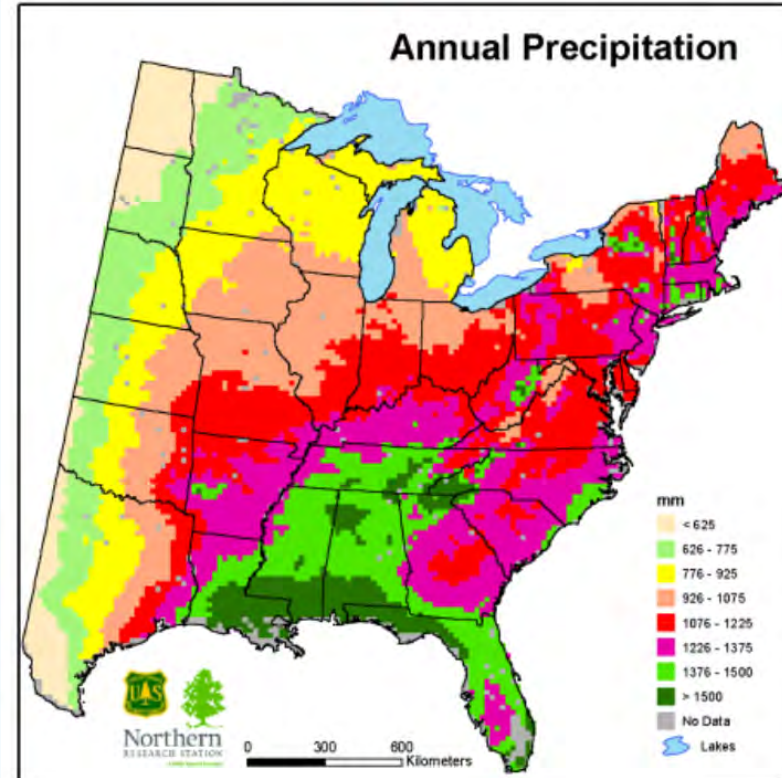 Annual Precipitation
mm
< 625
626 - 775
776 - 925
926 - 1075
1076 - 1225
1226 - 1375
1376 - 1500
> 1500
No Data
Lakes
UAS
Northern
RESEARCH STATION
0 300 600
Kilometers